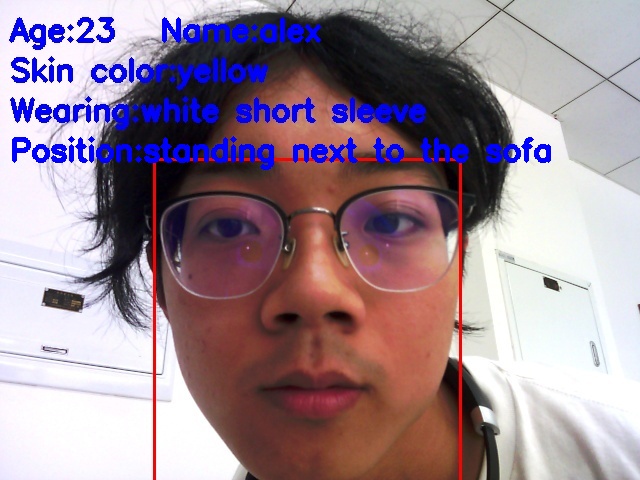 Age:23 Name:alex
Skin color:yellow
Wearing:white short sleeve
Position:standing next to the sofa